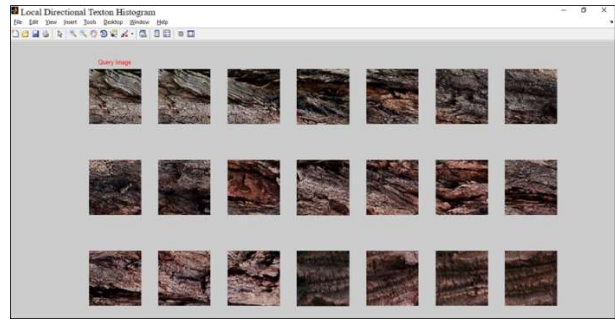 Local Directional Texton Histogram
File Edit View Insert Tools Desktop Window Help
Query Image